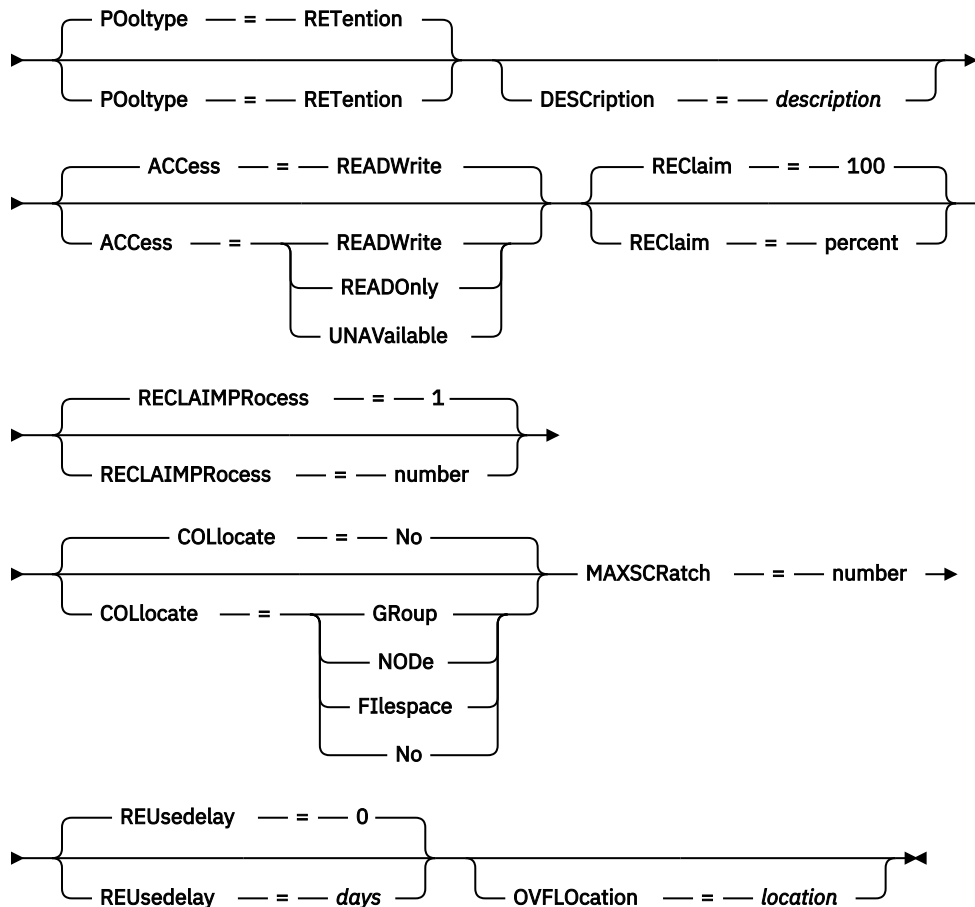 POoltype = RETention
POoltype = RETention
DESCription = description
ACCess = READWrite
REClaim = 100
ACCess = READWrite
REClaim = percent
READOnly
UNAVailable
RECLAIMPRocess = 1
RECLAIMPRocess = number
COLlocate = No
MAXSCRatch = number
COLlocate = GRoup
NODe
FIlespace
No
REUsedelay = 0
REUsedelay = days
OVFLOcation = location